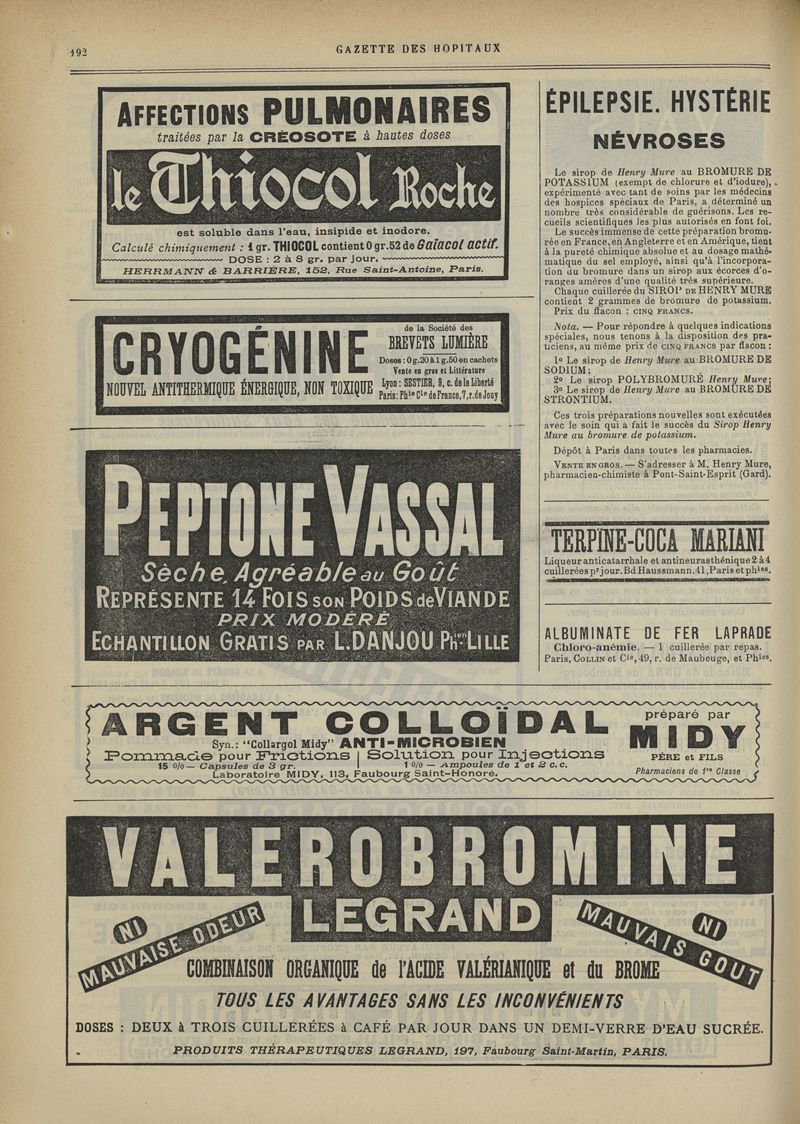 192
GAZETTE DES HOPITAUX
AFFECTIONS PULMONAIRES
traitées par la CRÉOSOTE à hautes doses
le Thiocol Roche
est soluble dans l'eau, insipide et inodore.
Calculé chimiquement : 1 gr. THIOCOL contient 0 gr. 52 de Gaïacol actif.
DOSE : 2 à 8 gr. par jour.
HERRMANN & BARRIÈRE, 152, Rue Saint-Antoine, Paris.
CRYOGÉNINE
NOUVEL ANTITHERMIQUE ÉNERGIQUE, NON TOXIQUE
de la Société des
BREVETS LUMIÈRE
Doses : 0 g. 20 à 1 g. 50 en cachets
Vente en gros et Littérature
Lyon : SESTIER, 9, c. de la Liberté
Paris : Phie Cle de France, 7, r. de Jouy
PEPTONE VASSAL
Sèche, Agréable au Goût
REPRÉSENTE 14 FOIS SON POIDS de VIANDE
PRIX MODÉRÉ
ECHANTILLON GRATIS PAR L. DANJOU Phien LILLE
ÉPILEPSIE. HYSTÉRIE
NÉVROSES
Le sirop de Henry Mure au BROMURE DE
POTASSIUM (exempt de chlorure et d'iodure),
expérimenté avec tant de soins par les médecins
des hospices spéciaux de Paris, a déterminé un
nombre très considérable de guérisons. Les re-
cueils scientifiques les plus autorisés en font foi.
Le succès immense de cette préparation bromu-
rée en France, en Angleterre et en Amérique, tient
à la pureté chimique absolue et au dosage mathé-
matique du sel employé, ainsi qu'à l'incorpora-
tion du bromure dans un sirop aux écorces d'o-
ranges amères d'une qualité très supérieure.
Chaque cuillerée du SIROP DE HENRY MURE
contient 2 grammes de bromure de potassium.
Prix du flacon : CINQ FRANCS.
Nota. — Pour répondre à quelques indications
spéciales, nous tenons à la disposition des pra-
ticiens, au même prix de CINQ FRANCS par flacon :
1o Le sirop de Henry Mure au BROMURE DE
SODIUM;
2o Le sirop POLYBROMURÉ Henry Mure;
3o Le sirop de Henry Mure au BROMURE DE
STRONTIUM.
Ces trois préparations nouvelles sont exécutées
avec le soin qui a fait le succès du Sirop Henry
Mure au bromure de potassium.
Dépôt à Paris dans toutes les pharmacies.
VENTE EN GROS. — S'adresser à M. Henry Mure,
pharmacien-chimiste à Pont-Saint-Esprit (Gard).
TERPINE-COCA MARIANI
Liqueur anticatarrhale et antineurasthénique 2 à 4
cuillerées pr jour. Bd Haussmann. 41, Paris et phies.
ALBUMINATE DE FER LAPRADE
Chloro-anémie. — 1 cuillerée par repas.
Paris, COLLIN et Cie, 49, r. de Maubeuge, et Phies.
ARGENT COLLOÏDAL
Syn.: "Collargol Midy" ANTI-MICROBIEN
Pommade pour Frictions | Solution pour Injections
15 0/0 — Capsules de 3 gr. 1 0/0 — Ampoules de 1 et 2 c.c.
Laboratoire MIDY, 113, Faubourg Saint-Honoré.
préparé par
MIDY
PÈRE et FILS
Pharmaciens de 1re Classe
VALEROBROMINE
LEGRAND
NI
MAUVAISE ODEUR
NI
MAUVAIS GOUT
COMBINAISON ORGANIQUE de l'ACIDE VALÉRIANIQUE et du BROME
TOUS LES AVANTAGES SANS LES INCONVÉNIENTS
DOSES : DEUX à TROIS CUILLERÉES à CAFÉ PAR JOUR DANS UN DEMI-VERRE D'EAU SUCRÉE.
PRODUITS THÉRAPEUTIQUES LEGRAND, 197, Faubourg Saint-Martin, PARIS.